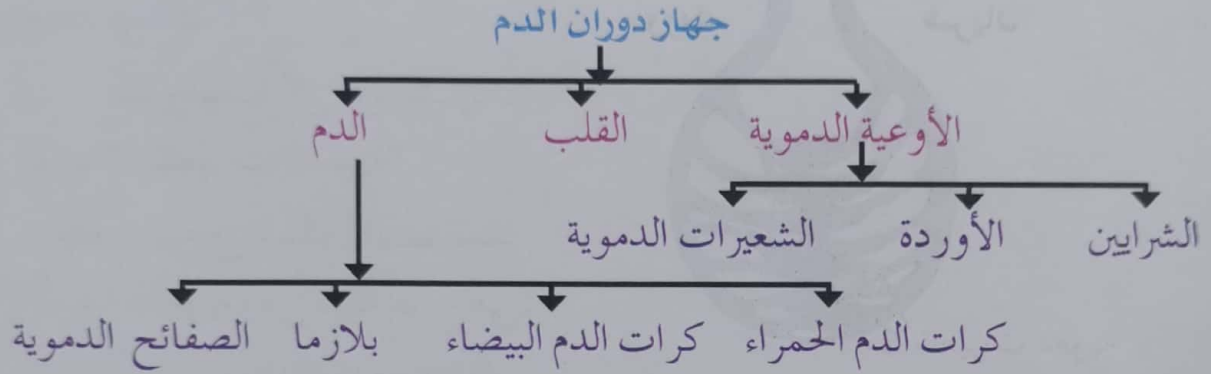 جهاز دوران الدم
الأوعية الدموية القلب الدم
الشرايين الأوردة الشعيرات الدموية
كرات الدم الحمراء كرات الدم البيضاء بلازما الصفائح الدموية